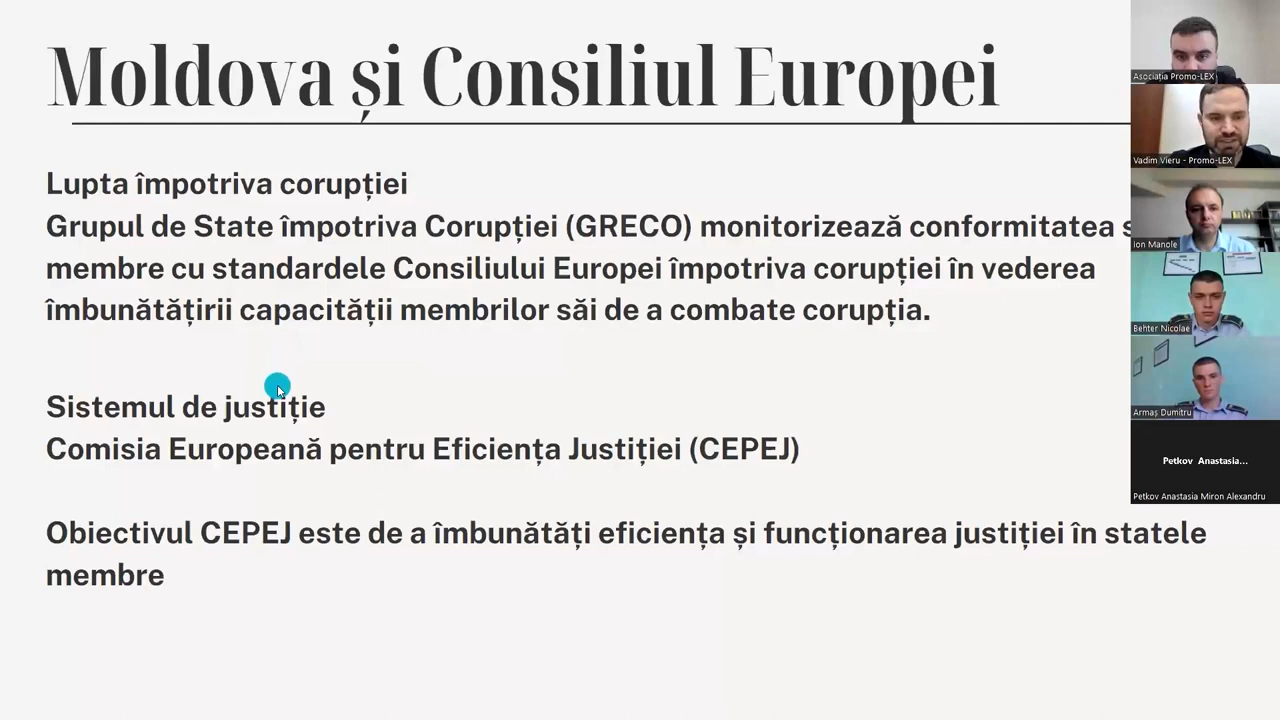 Moldova și Consiliul Europei
Lupta împotriva corupției
Grupul de State împotriva Corupției (GRECO) monitorizează conformitatea s
membre cu standardele Consiliului Europei împotriva corupției în vederea
îmbunătățirii capacității membrilor săi de a combate corupția.
Sistemul de justiție
Comisia Europeană pentru Eficiența Justiției (CEPEJ)
Obiectivul CEPEJ este de a îmbunătăți eficiența și funcționarea justiției în statele
membre
Asociația Promo-LEX
Vadim Vieru - Promo-LEX
Ion Manole
Behter Nicolae
Armaș Dumitru
Petkov Anastasia...
Petkov Anastasia Miron Alexandru